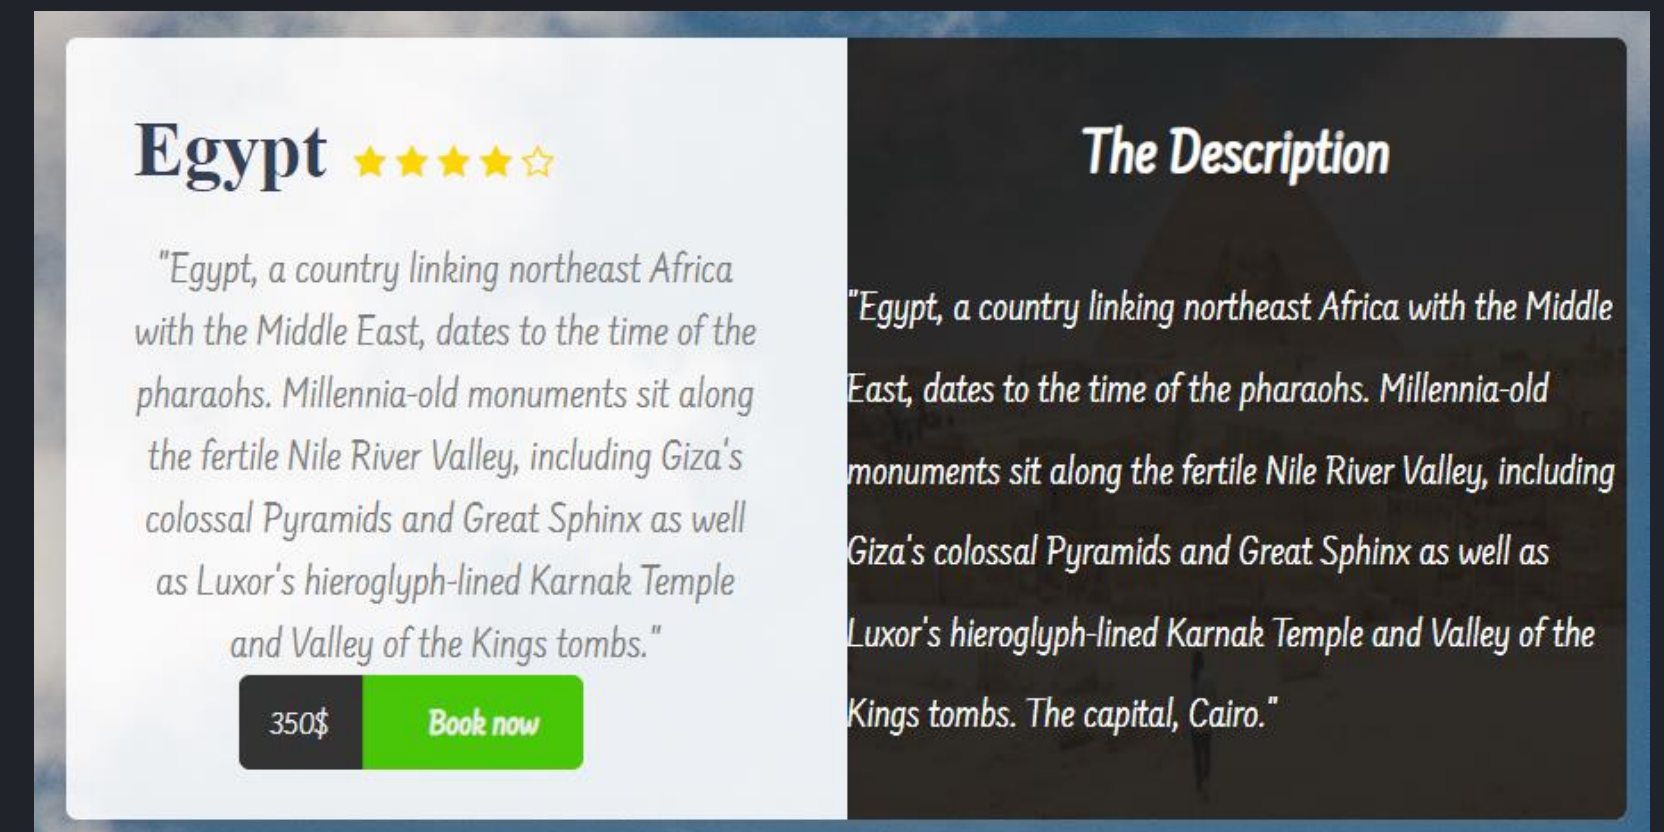 Egypt
"Egypt, a country linking northeast Africa
with the Middle East, dates to the time of the
pharaohs. Millennia-old monuments sit along
the fertile Nile River Valley, including Giza's
colossal Pyramids and Great Sphinx as well
as Luxor's hieroglyph-lined Karnak Temple
and Valley of the Kings tombs."
350$ Book now
The Description
"Egypt, a country linking northeast Africa with the Middle
East, dates to the time of the pharaohs. Millennia-old
monuments sit along the fertile Nile River Valley, including
Giza's colossal Pyramids and Great Sphinx as well as
Luxor's hieroglyph-lined Karnak Temple and Valley of the
Kings tombs. The capital, Cairo."